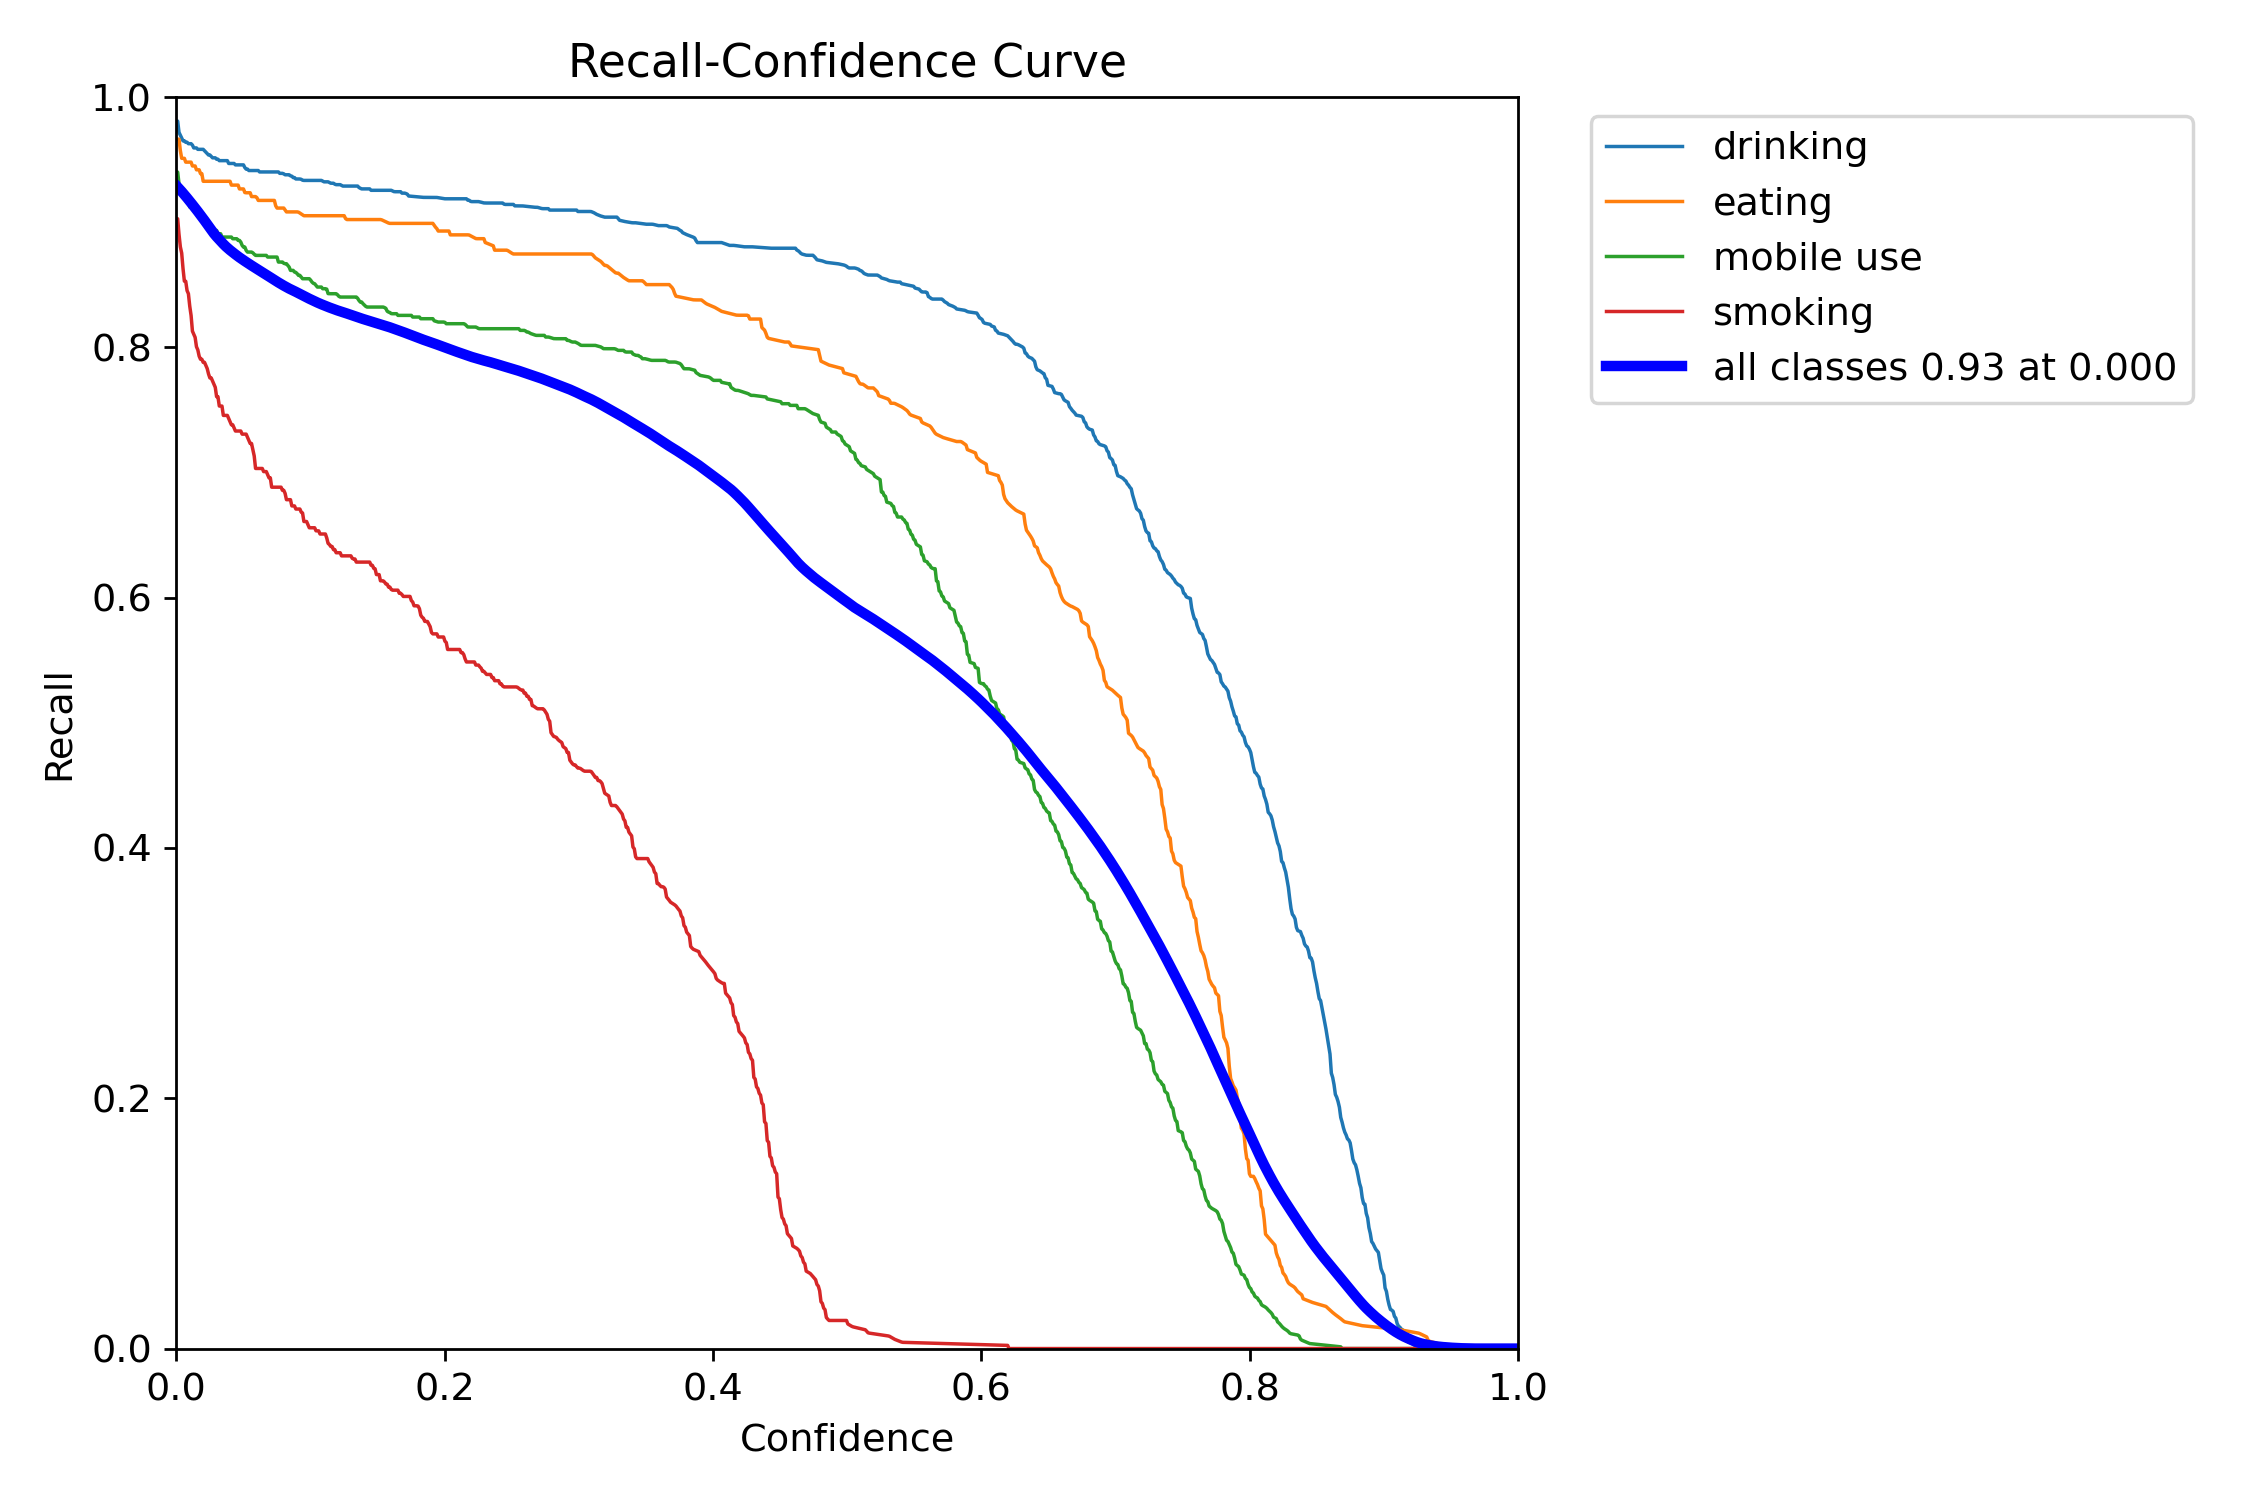 Recall-Confidence Curve
1.0
0.8
0.6
0.4
0.2
0.0
Recall
0.0 0.2 0.4 0.6 0.8 1.0
Confidence
drinking
eating
mobile use
smoking
all classes 0.93 at 0.000